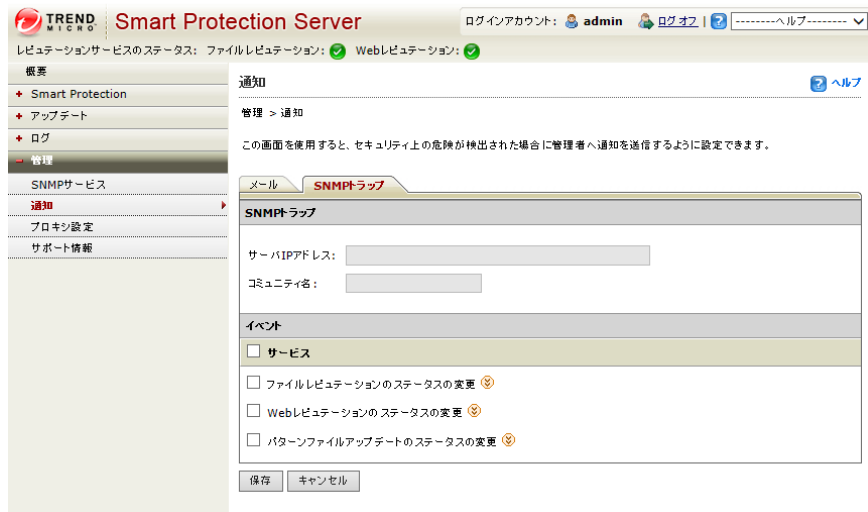 TREND MICRO Smart Protection Server ログインアカウント: admin ログオフ | --------ヘルプ--------
レピュテーションサービスのステータス: ファイルレピュテーション: Webレピュテーション:
概要
+ Smart Protection
+ アップデート
+ ログ
− 管理
SNMPサービス
通知
プロキシ設定
サポート情報
通知 ヘルプ
管理 > 通知
この画面を使用すると、セキュリティ上の危険が検出された場合に管理者へ通知を送信するように設定できます。
メール SNMPトラップ
SNMPトラップ
サーバIPアドレス:
コミュニティ名:
イベント
サービス
ファイルレピュテーションのステータスの変更
Webレピュテーションのステータスの変更
パターンファイルアップデートのステータスの変更
保存 キャンセル